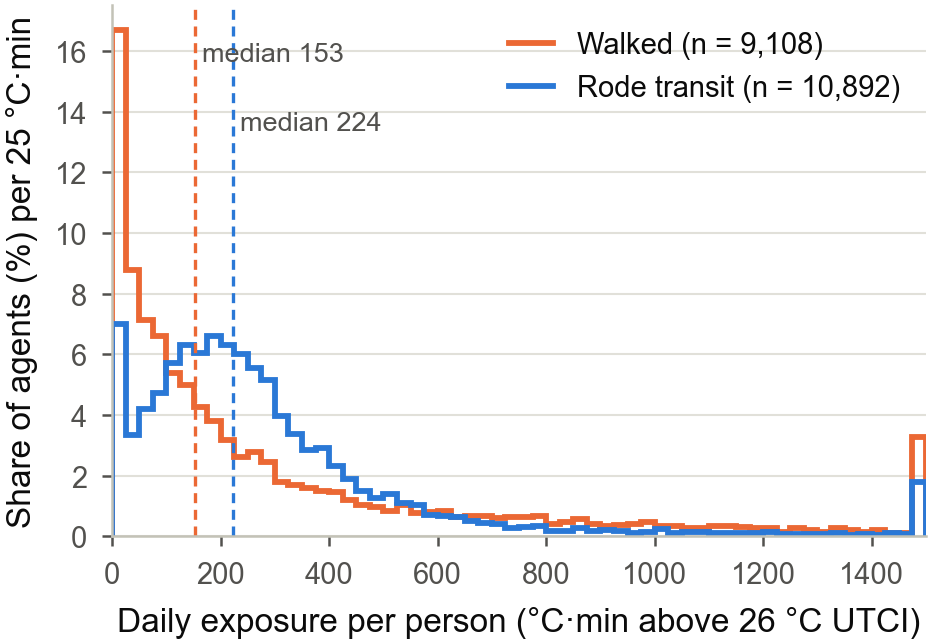 Share of agents (%) per 25 °C·min
16
14
12
10
8
6
4
2
0
median 153
median 224
Walked (n = 9,108)
Rode transit (n = 10,892)
0 200 400 600 800 1000 1200 1400
Daily exposure per person (°C·min above 26 °C UTCI)